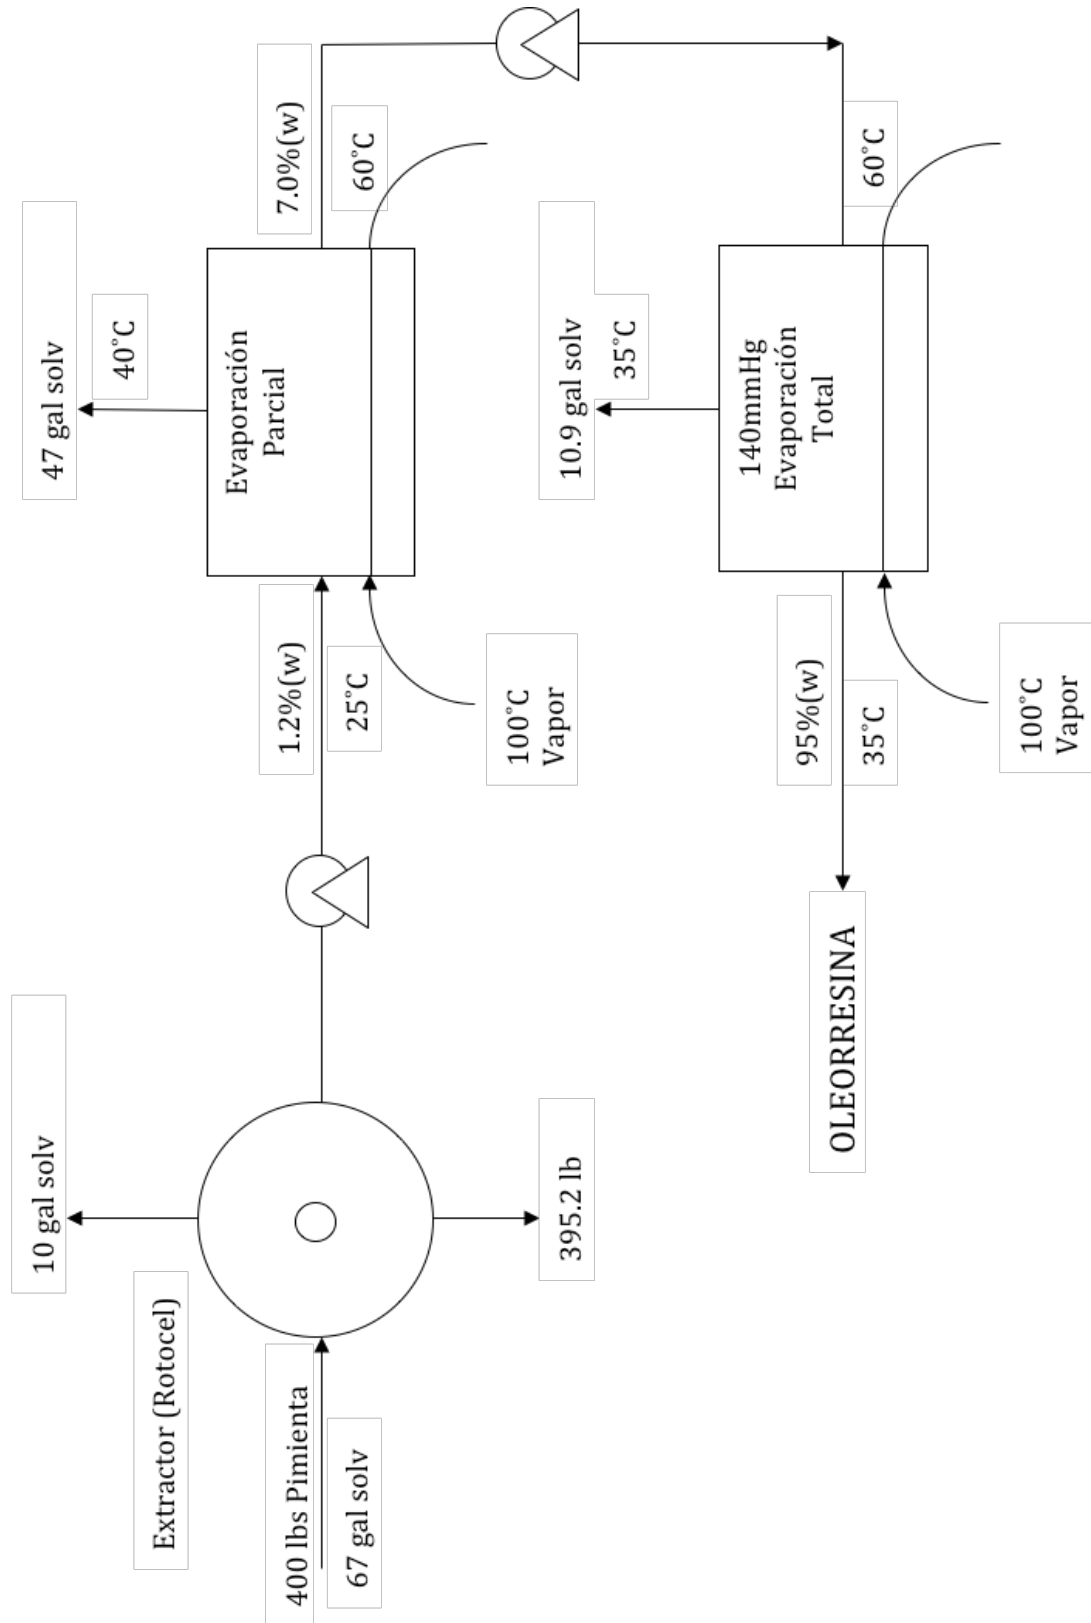 Extractor (Rotocel)
400 lbs Pimienta
67 gal solv
10 gal solv
395.2 lb
1.2%(w)
25°C
100°C
Vapor
Evaporación
Parcial
47 gal solv
40°C
7.0%(w)
60°C
60°C
140mmHg
Evaporación
Total
10.9 gal solv
35°C
100°C
Vapor
95%(w)
35°C
OLEORRESINA